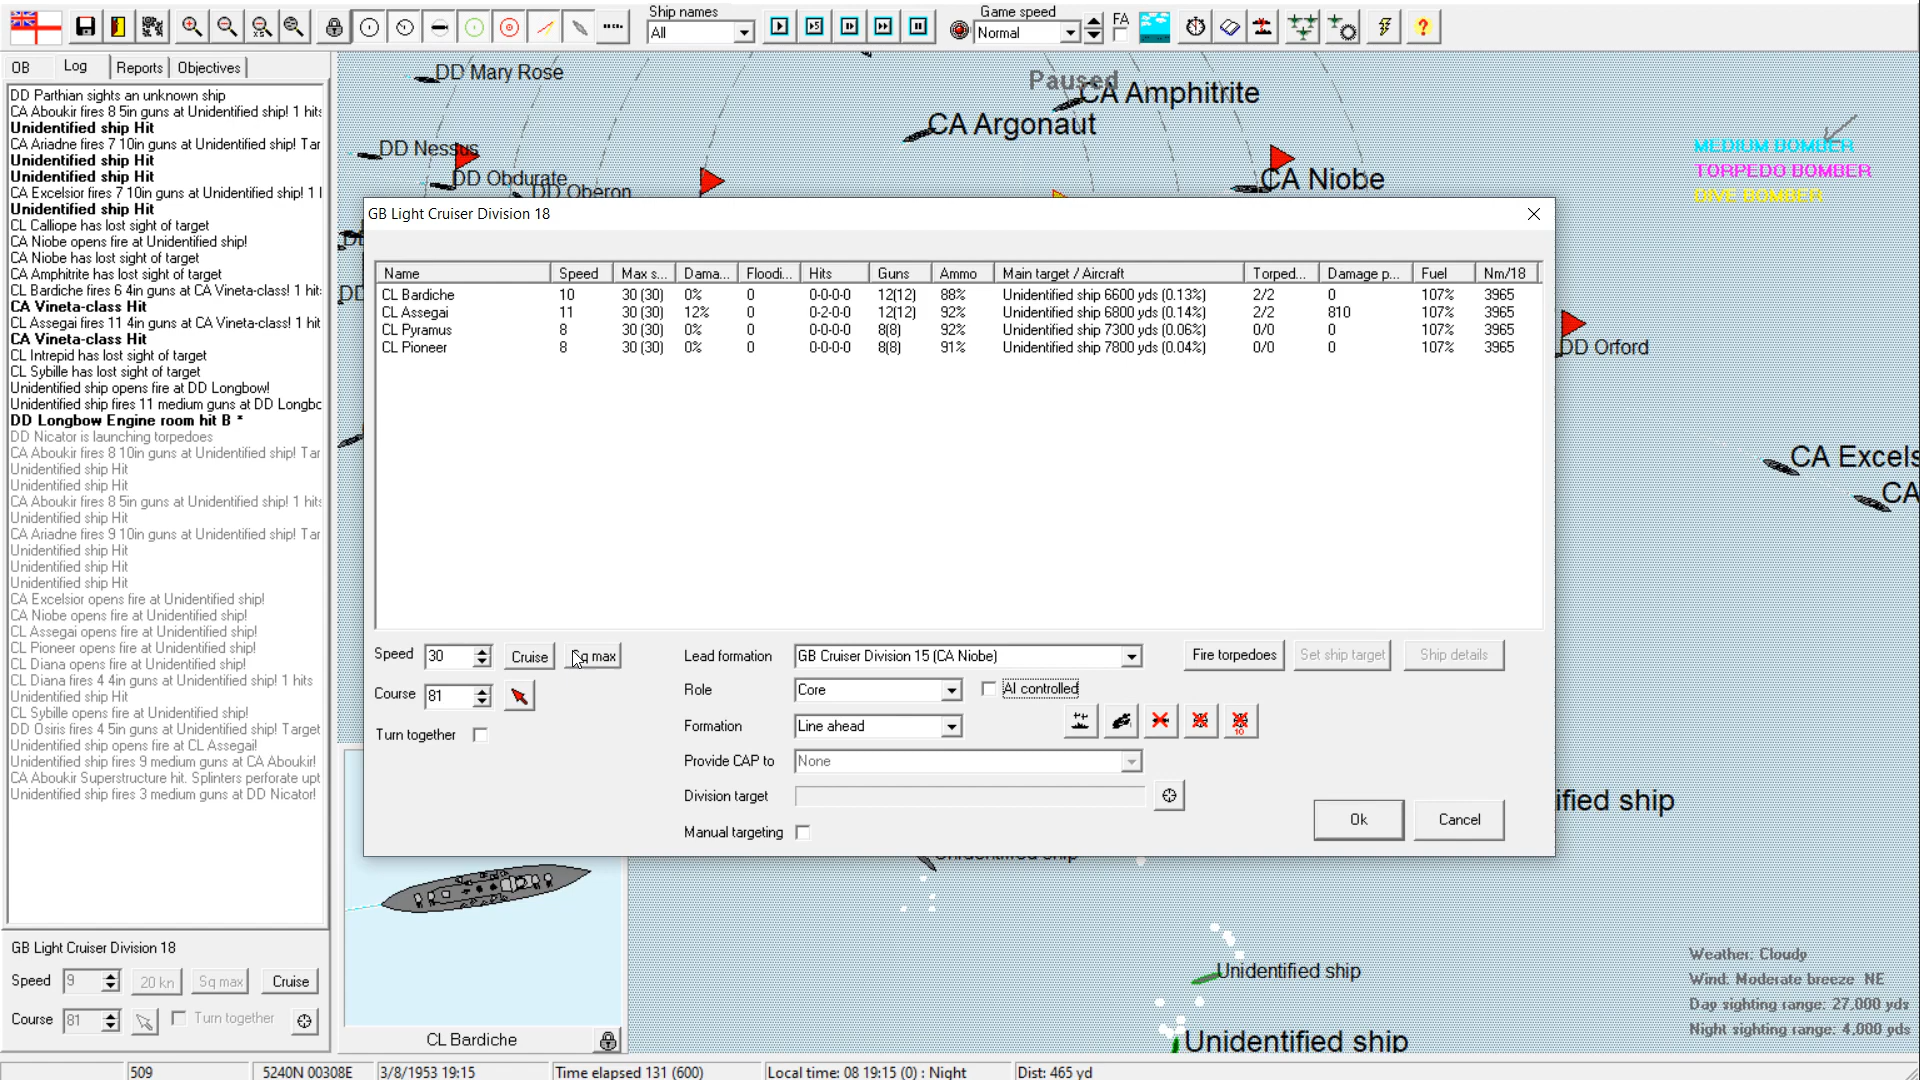 Ship names
All
Game speed
Normal
FA
OB
Log
Reports
Objectives
DD Parthian sights an unknown ship
CA Aboukir fires 8 5in guns at Unidentified ship! 1 hits
Unidentified ship Hit
CA Ariadne fires 7 10in guns at Unidentified ship! Tar
Unidentified ship Hit
Unidentified ship Hit
CA Excelsior fires 7 10in guns at Unidentified ship! 1 h
Unidentified ship Hit
CL Calliope has lost sight of target
CA Niobe opens fire at Unidentified ship!
CA Niobe has lost sight of target
CA Amphitrite has lost sight of target
CL Bardiche fires 6 4in guns at CA Vineta-class! 1 hit:
CA Vineta-class Hit
CL Assegai fires 11 4in guns at CA Vineta-class! 1 hit
CA Vineta-class Hit
CL Intrepid has lost sight of target
CL Sybille has lost sight of target
Unidentified ship opens fire at DD Longbow!
Unidentified ship fires 11 medium guns at DD Longbo
DD Longbow Engine room hit B *
DD Nicator is launching torpedoes
CA Aboukir fires 8 10in guns at Unidentified ship! Tar
Unidentified ship Hit
Unidentified ship Hit
CA Aboukir fires 8 5in guns at Unidentified ship! 1 hits
Unidentified ship Hit
CA Ariadne fires 9 10in guns at Unidentified ship! Tar
Unidentified ship Hit
Unidentified ship Hit
Unidentified ship Hit
CA Excelsior opens fire at Unidentified ship!
CA Niobe opens fire at Unidentified ship!
CL Assegai opens fire at Unidentified ship!
CL Pioneer opens fire at Unidentified ship!
CL Diana opens fire at Unidentified ship!
CL Diana fires 4 4in guns at Unidentified ship! 1 hits
Unidentified ship Hit
CL Sybille opens fire at Unidentified ship!
DD Osiris fires 4 5in guns at Unidentified ship! Target
Unidentified ship opens fire at CL Assegai!
Unidentified ship fires 9 medium guns at CA Aboukir!
CA Aboukir Superstructure hit. Splinters perforate upt
Unidentified ship fires 3 medium guns at DD Nicator!
GB Light Cruiser Division 18
Speed 9 20 kn Sq max Cruise
Course 81 Turn together
DD Mary Rose
Paused
CA Amphitrite
CA Argonaut
DD Nessus
DD Obdurate
DD Oberon
CA Niobe
MEDIUM BOMBER
TORPEDO BOMBER
DIVE BOMBER
DD Orford
CA Excels
CA
GB Light Cruiser Division 18
Name Speed Max s... Dama... Floodi... Hits Guns Ammo Main target / Aircraft Torped... Damage p... Fuel Nm/18
CL Bardiche 10 30 (30) 0% 0 0-0-0-0 12(12) 88% Unidentified ship 6600 yds (0.13%) 2/2 0 107% 3965
CL Assegai 11 30 (30) 12% 0 0-2-0-0 12(12) 92% Unidentified ship 6800 yds (0.14%) 2/2 810 107% 3965
CL Pyramus 8 30 (30) 0% 0 0-0-0-0 8(8) 92% Unidentified ship 7300 yds (0.06%) 0/0 0 107% 3965
CL Pioneer 8 30 (30) 0% 0 0-0-0-0 8(8) 91% Unidentified ship 7800 yds (0.04%) 0/0 0 107% 3965
Speed 30 Cruise Sq max
Course 81
Turn together
Lead formation GB Cruiser Division 15 (CA Niobe)
Role Core AI controlled
Formation Line ahead
10
Provide CAP to None
Division target
Manual targeting
Fire torpedoes Set ship target Ship details
Ok Cancel
ified ship
Unidentified ship
Unidentified ship
Unidentified ship
CL Bardiche
Weather: Cloudy
Wind: Moderate breeze NE
Day sighting range: 27,000 yds
Night sighting range: 4,000 yds
509 5240N 00308E 3/8/1953 19:15 Time elapsed 131 (600) Local time: 08 19:15 (0) : Night Dist: 465 yd